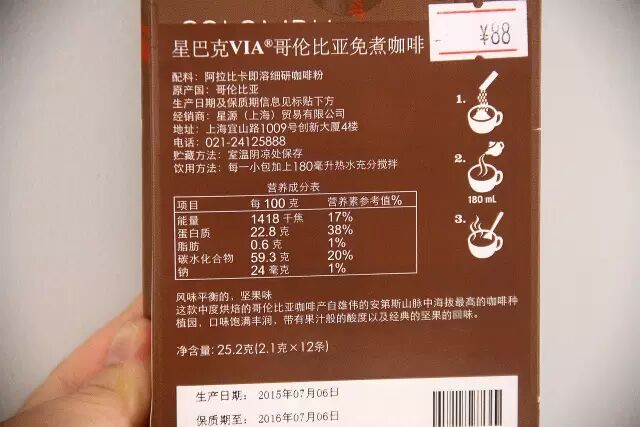 COLOMBIA
星巴克VIA®哥伦比亚免煮咖啡
¥88
配料：阿拉比卡即溶细研咖啡粉
原产国：哥伦比亚
生产日期及保质期信息见标贴下方
经销商：星源（上海）贸易有限公司
地址：上海宜山路1009号创新大厦4楼
电话：021-24125888
贮藏方法：室温阴凉处保存
饮用方法：每一小包加上180毫升热水充分搅拌
1.
2.
180 mL
3.
营养成分表
项目 每100克 营养素参考值%
能量 1418千焦 17%
蛋白质 22.8克 38%
脂肪 0.6克 1%
碳水化合物 59.3克 20%
钠 24毫克 1%
风味平衡的，坚果味
这款中度烘焙的哥伦比亚咖啡产自雄伟的安第斯山脉中海拔最高的咖啡种
植园，口味饱满丰润，带有果汁般的酸度以及经典的坚果的回味。
净含量：25.2克(2.1克×12条)
生产日期：2015年07月06日
保质期至：2016年07月06日